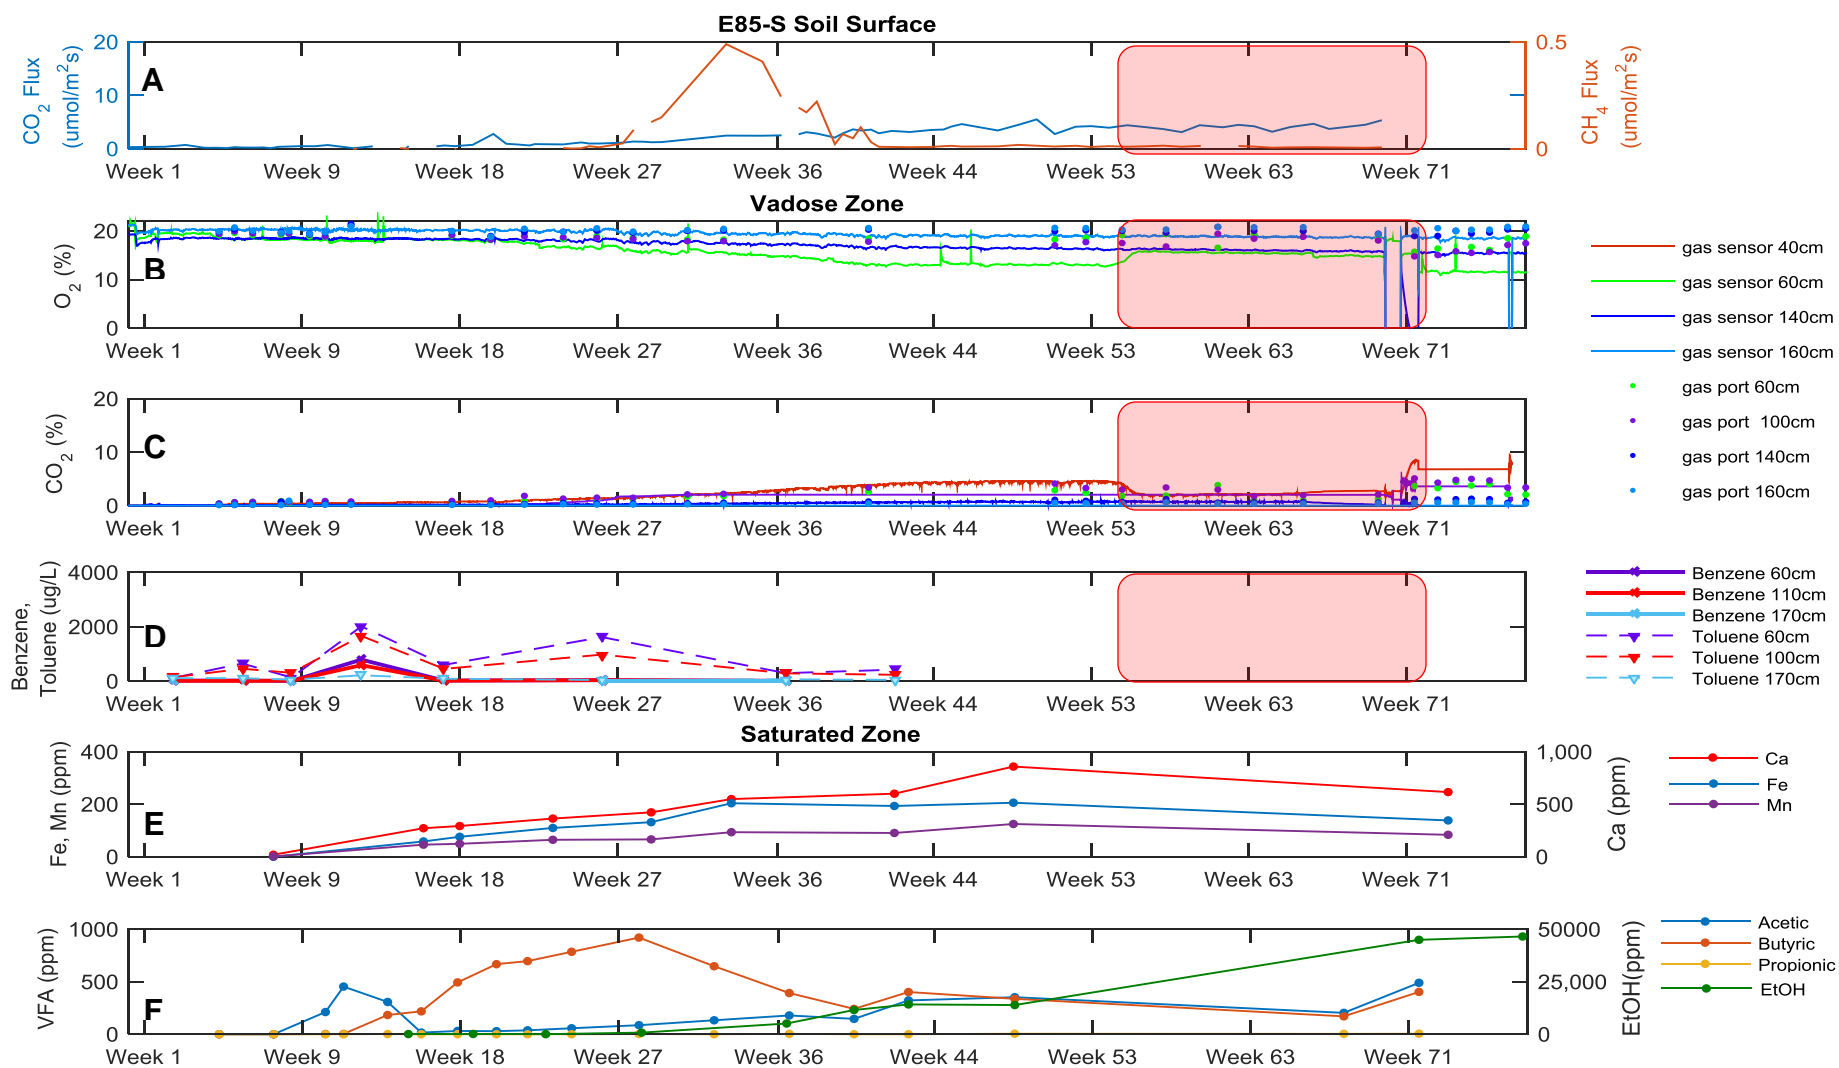 E85-S Soil Surface
CO2 Flux
(umol/m2s)
20
10
0
A
0.5
0
CH4 Flux
(umol/m2s)
Week 1 Week 9 Week 18 Week 27 Week 36 Week 44 Week 53 Week 63 Week 71
Vadose Zone
O2 (%)
20
10
0
B
Week 1 Week 9 Week 18 Week 27 Week 36 Week 44 Week 53 Week 63 Week 71
gas sensor 40cm
gas sensor 60cm
gas sensor 140cm
gas sensor 160cm
gas port 60cm
gas port 100cm
gas port 140cm
gas port 160cm
CO2 (%)
20
10
0
C
Week 1 Week 9 Week 18 Week 27 Week 36 Week 44 Week 53 Week 63 Week 71
Benzene,
Toluene (ug/L)
4000
2000
0
D
Week 1 Week 9 Week 18 Week 27 Week 36 Week 44 Week 53 Week 63 Week 71
Benzene 60cm
Benzene 110cm
Benzene 170cm
Toluene 60cm
Toluene 100cm
Toluene 170cm
Saturated Zone
Fe, Mn (ppm)
400
200
0
E
1,000
500
0
Ca (ppm)
Week 1 Week 9 Week 18 Week 27 Week 36 Week 44 Week 53 Week 63 Week 71
Ca
Fe
Mn
VFA (ppm)
1000
500
0
F
50000
25,000
0
EtOH(ppm)
Week 1 Week 9 Week 18 Week 27 Week 36 Week 44 Week 53 Week 63 Week 71
Acetic
Butyric
Propionic
EtOH